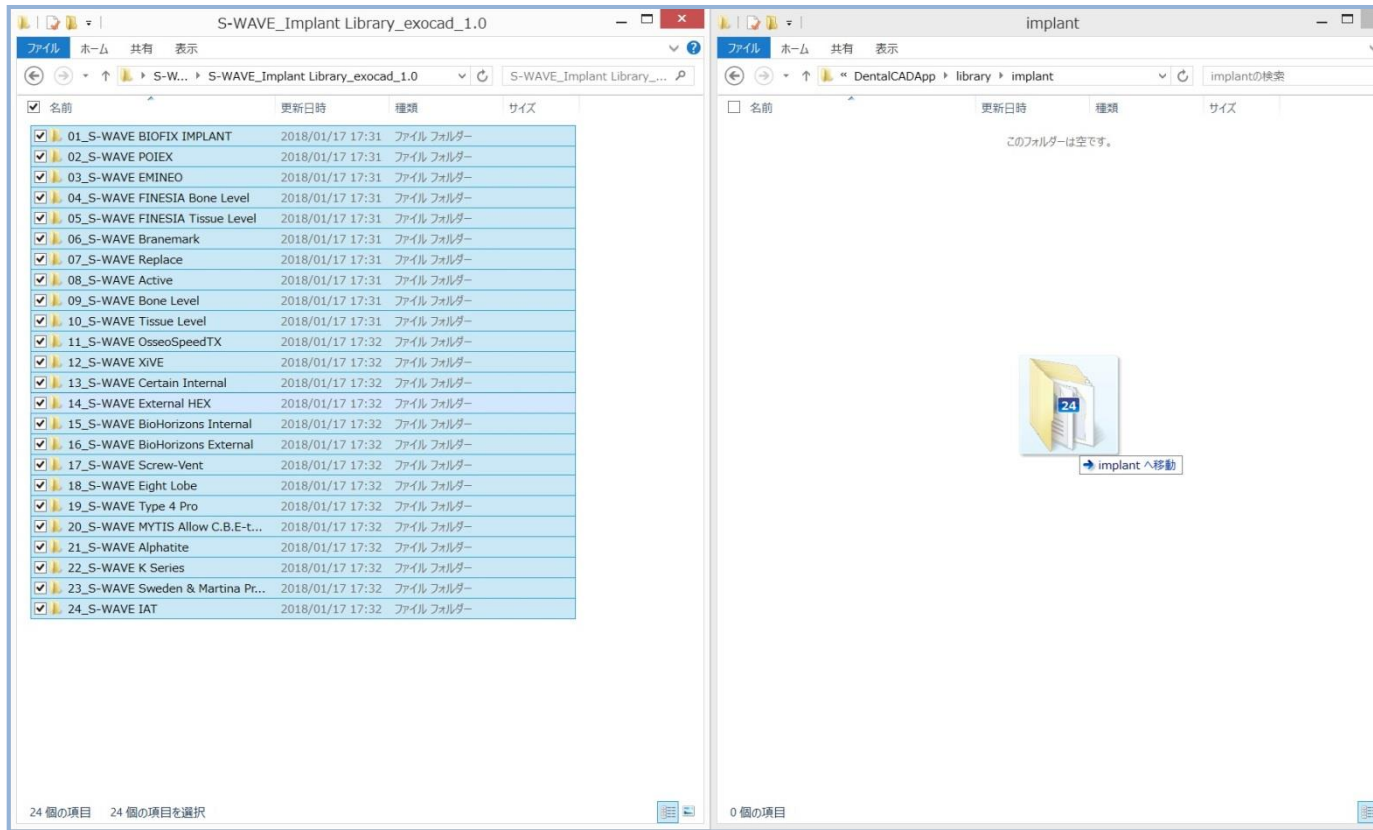 S-WAVE_Implant Library_exocad_1.0
ファイル ホーム 共有 表示
S-W... S-WAVE_Implant Library_exocad_1.0 S-WAVE_Implant Library_...
名前 更新日時 種類 サイズ
01_S-WAVE BIOFIX IMPLANT 2018/01/17 17:31 ファイル フォルダー
02_S-WAVE POIEX 2018/01/17 17:31 ファイル フォルダー
03_S-WAVE EMINEO 2018/01/17 17:31 ファイル フォルダー
04_S-WAVE FINESIA Bone Level 2018/01/17 17:31 ファイル フォルダー
05_S-WAVE FINESIA Tissue Level 2018/01/17 17:31 ファイル フォルダー
06_S-WAVE Branemark 2018/01/17 17:31 ファイル フォルダー
07_S-WAVE Replace 2018/01/17 17:31 ファイル フォルダー
08_S-WAVE Active 2018/01/17 17:31 ファイル フォルダー
09_S-WAVE Bone Level 2018/01/17 17:31 ファイル フォルダー
10_S-WAVE Tissue Level 2018/01/17 17:31 ファイル フォルダー
11_S-WAVE OsseoSpeedTX 2018/01/17 17:32 ファイル フォルダー
12_S-WAVE XiVE 2018/01/17 17:32 ファイル フォルダー
13_S-WAVE Certain Internal 2018/01/17 17:32 ファイル フォルダー
14_S-WAVE External HEX 2018/01/17 17:32 ファイル フォルダー
15_S-WAVE BioHorizons Internal 2018/01/17 17:32 ファイル フォルダー
16_S-WAVE BioHorizons External 2018/01/17 17:32 ファイル フォルダー
17_S-WAVE Screw-Vent 2018/01/17 17:32 ファイル フォルダー
18_S-WAVE Eight Lobe 2018/01/17 17:32 ファイル フォルダー
19_S-WAVE Type 4 Pro 2018/01/17 17:32 ファイル フォルダー
20_S-WAVE MYTIS Allow C.B.E-t... 2018/01/17 17:32 ファイル フォルダー
21_S-WAVE Alphatite 2018/01/17 17:32 ファイル フォルダー
22_S-WAVE K Series 2018/01/17 17:32 ファイル フォルダー
23_S-WAVE Sweden & Martina Pr... 2018/01/17 17:32 ファイル フォルダー
24_S-WAVE IAT 2018/01/17 17:32 ファイル フォルダー
24 個の項目 24 個の項目を選択
implant
ファイル ホーム 共有 表示
« DentalCADApp library implant implantの検索
名前 更新日時 種類 サイズ
このフォルダーは空です。
24
implant へ移動
0 個の項目